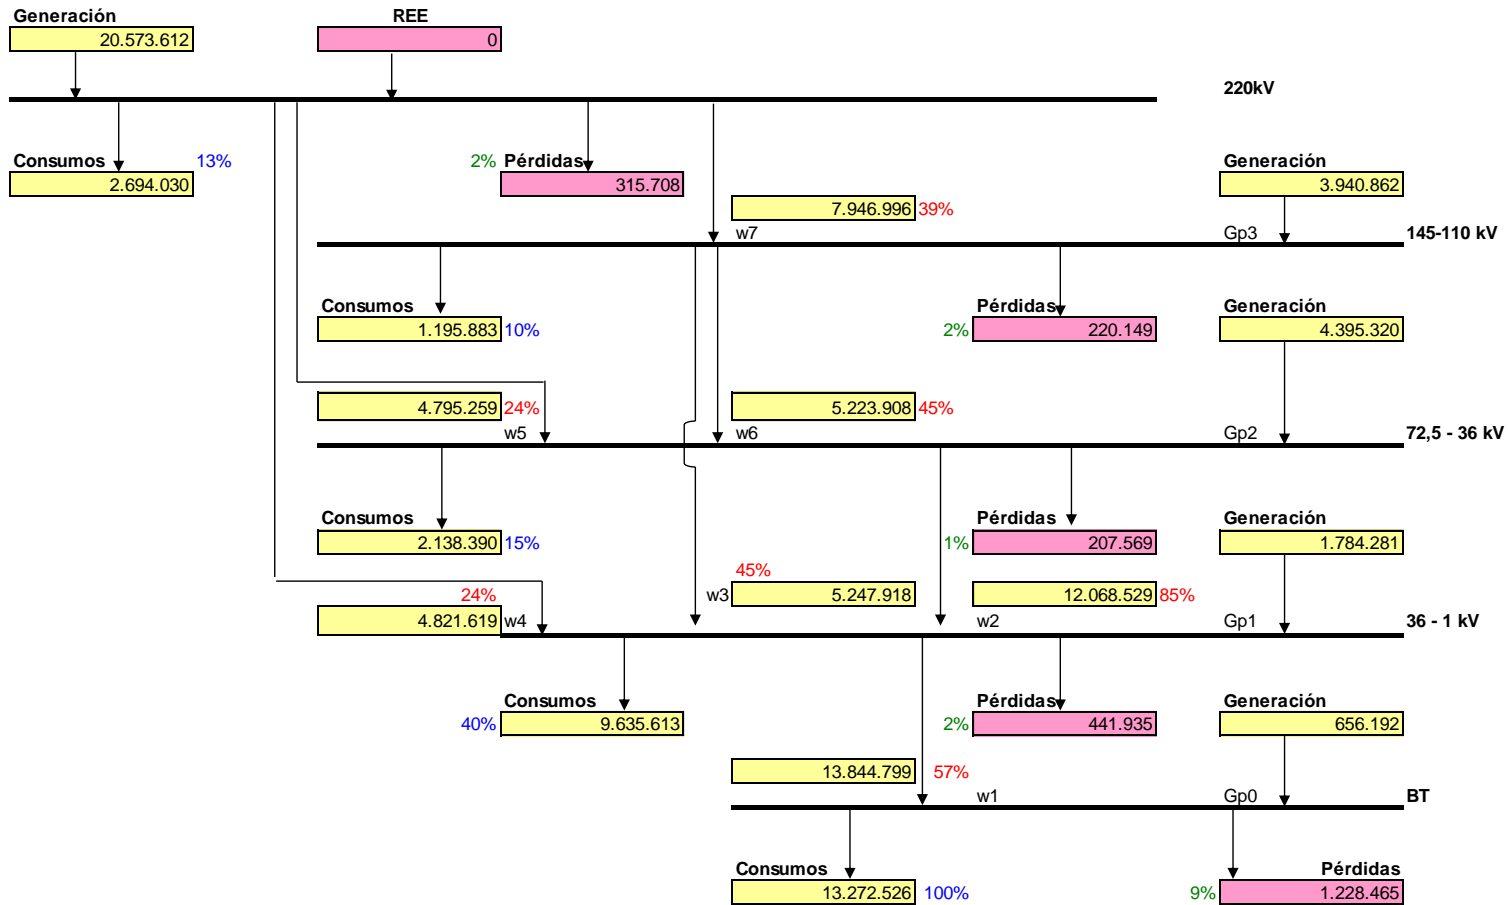 Generación REE
20.573.612 0
220kV
Consumos 13% 2% Pérdidas Generación
2.694.030 315.708 3.940.862
7.946.996 39%
w7 Gp3 145-110 kV
Consumos Pérdidas Generación
1.195.883 10% 2% 220.149 4.395.320
4.795.259 24% 5.223.908 45%
w5 w6 Gp2 72,5 - 36 kV
Consumos Pérdidas Generación
2.138.390 15% 1% 207.569 1.784.281
45%
24% w3 5.247.918 12.068.529 85%
4.821.619 w4 w2 Gp1 36 - 1 kV
Consumos Pérdidas Generación
40% 9.635.613 2% 441.935 656.192
13.844.799 57%
w1 Gp0 BT
Consumos Pérdidas
13.272.526 100% 9% 1.228.465